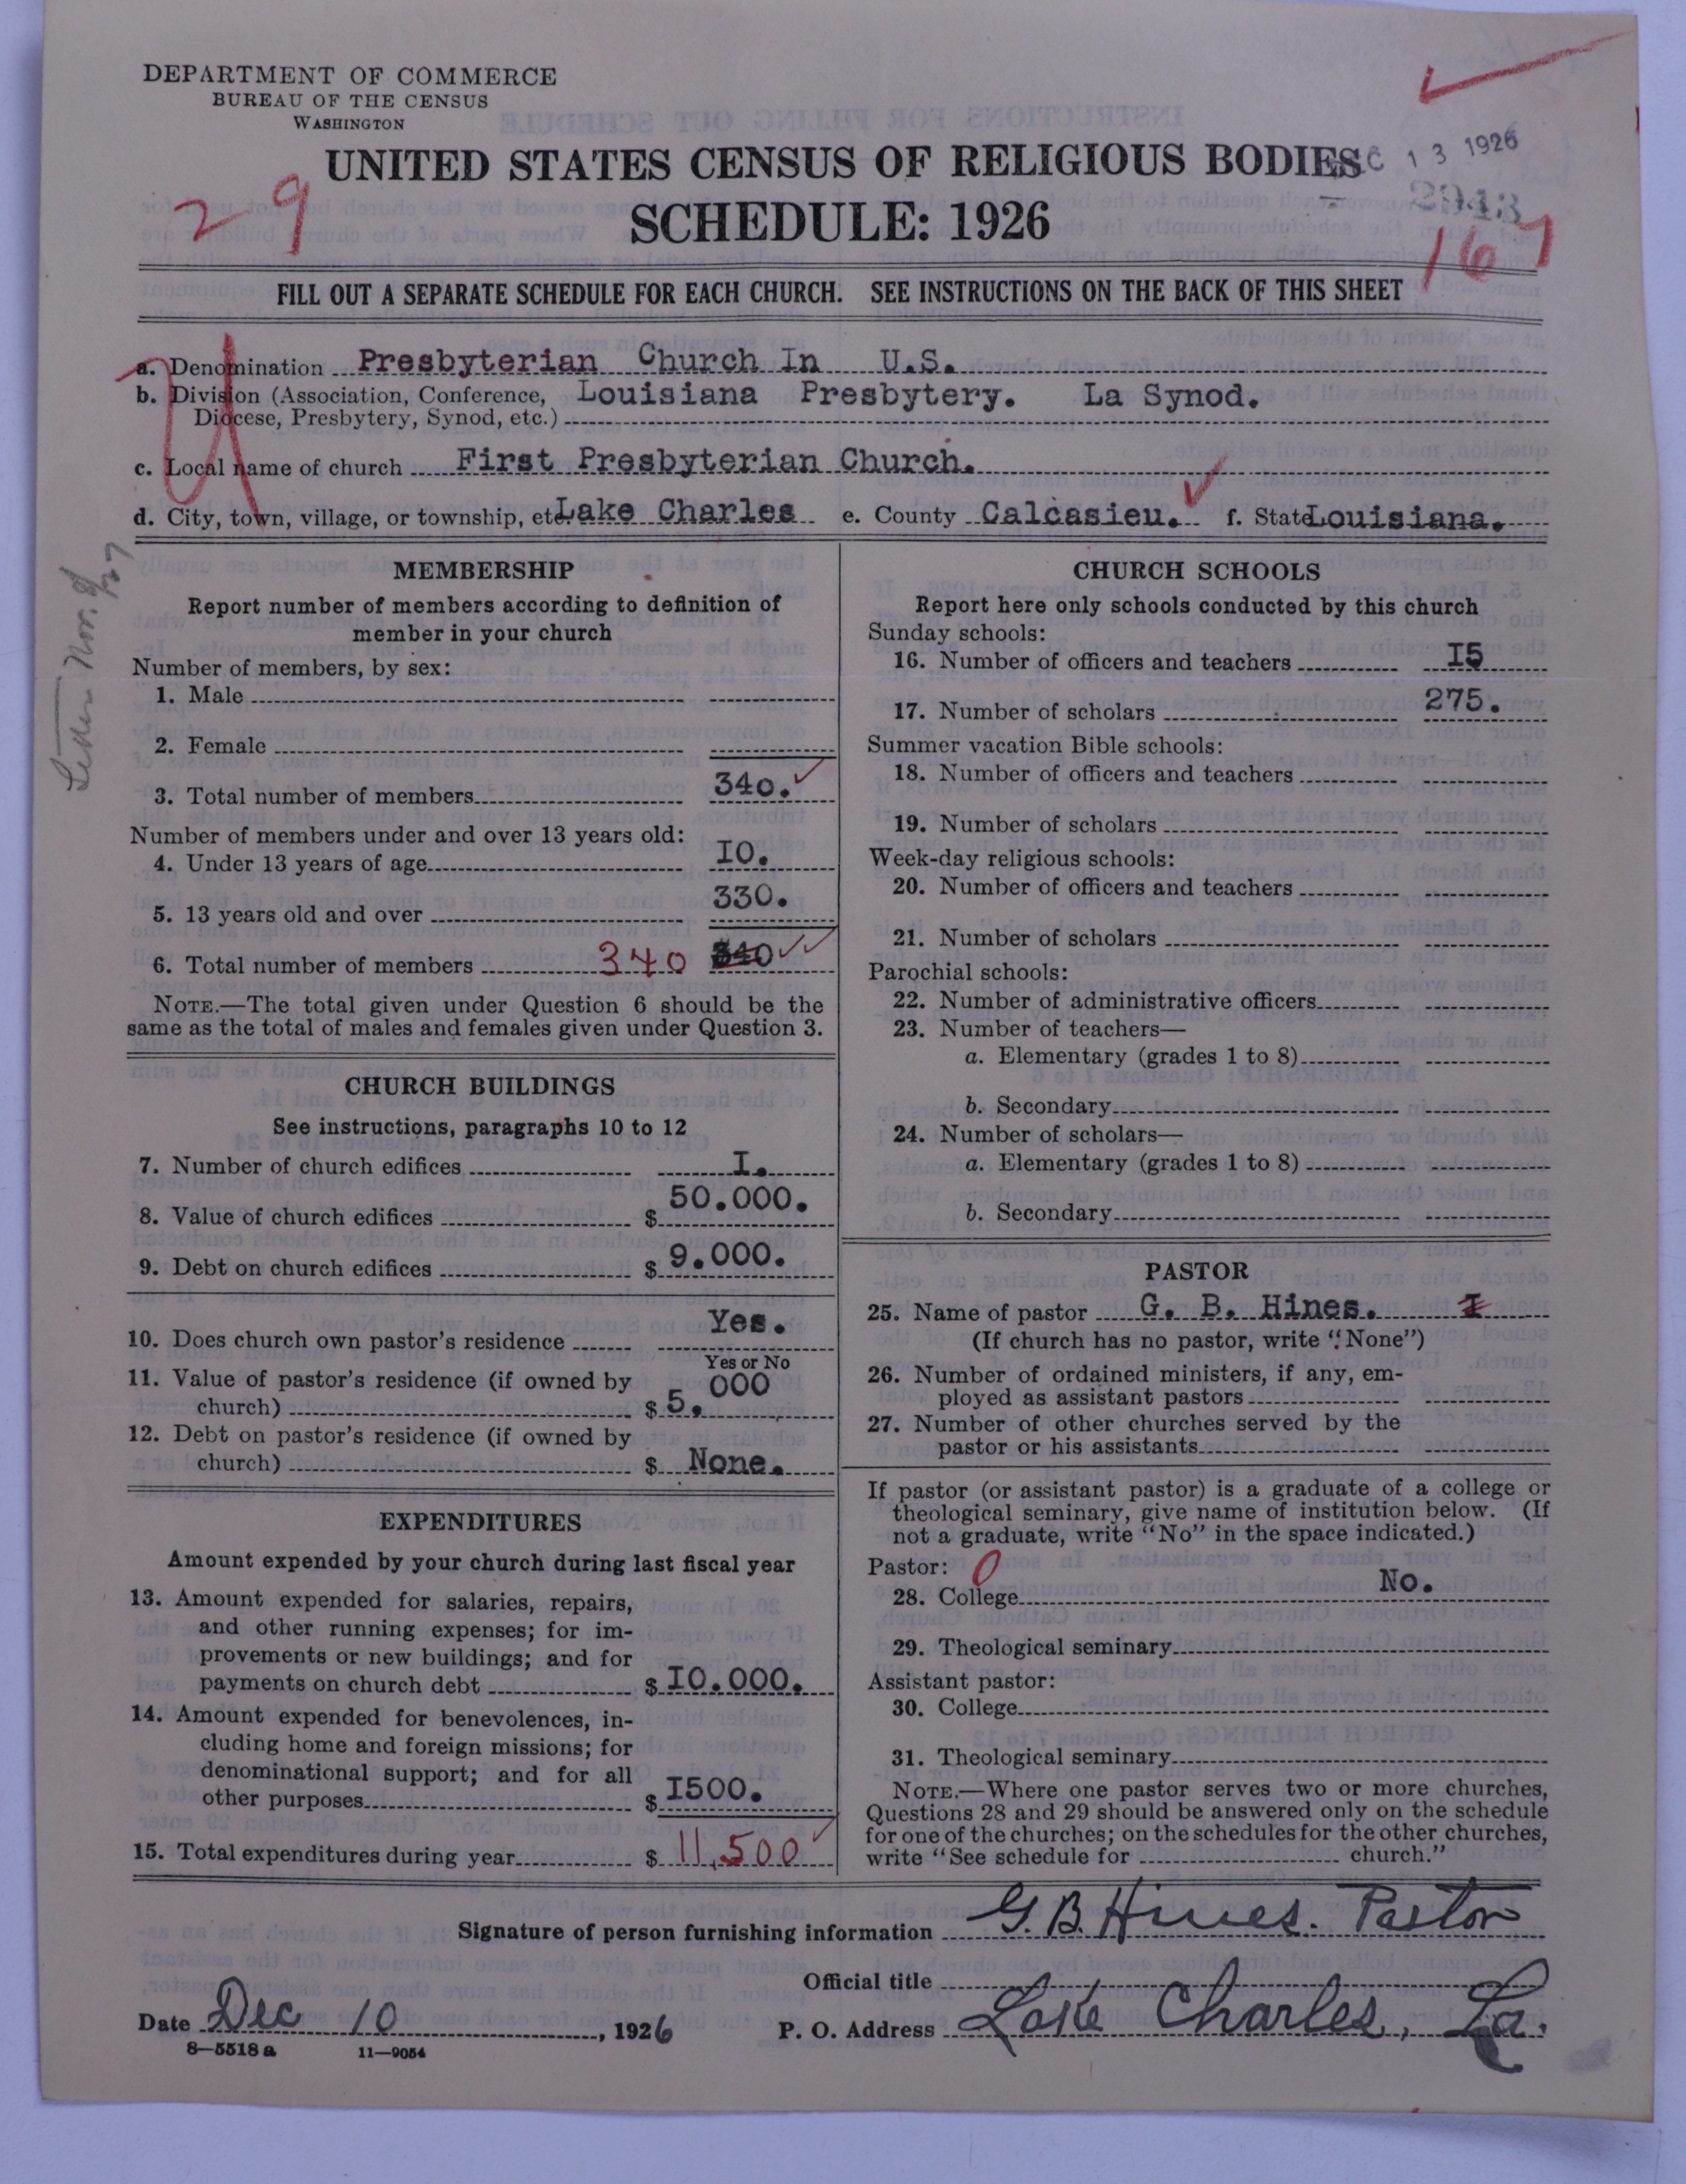 DEPARTMENT OF COMMERCE
BUREAU OF THE CENSUS
WASHINGTON
UNITED STATES CENSUS OF RELIGIOUS BODIES
C 13 1926
29
SCHEDULE: 1926
2943
167
FILL OUT A SEPARATE SCHEDULE FOR EACH CHURCH. SEE INSTRUCTIONS ON THE BACK OF THIS SHEET
a. Denomination Presbyterian Church In U.S.
b. Division (Association, Conference, Louisiana Presbytery. La Synod.
Diocese, Presbytery, Synod, etc.)
c. Local name of church First Presbyterian Church.
d. City, town, village, or township, etc. Lake Charles e. County Calcasieu. f. State Louisiana.
Letter Nov. 9/27
MEMBERSHIP
Report number of members according to definition of
member in your church
Number of members, by sex:
1. Male
2. Female
3. Total number of members 340.
Number of members under and over 13 years old:
4. Under 13 years of age IO.
5. 13 years old and over 330.
6. Total number of members 340 340
NOTE.—The total given under Question 6 should be the
same as the total of males and females given under Question 3.
CHURCH BUILDINGS
See instructions, paragraphs 10 to 12
7. Number of church edifices I.
8. Value of church edifices $ 50.000.
9. Debt on church edifices $ 9.000.
10. Does church own pastor's residence Yes.
Yes or No
11. Value of pastor's residence (if owned by
church) $ 5. 000
12. Debt on pastor's residence (if owned by
church) $ None.
EXPENDITURES
Amount expended by your church during last fiscal year
13. Amount expended for salaries, repairs,
and other running expenses; for im-
provements or new buildings; and for
payments on church debt $ I0.000.
14. Amount expended for benevolences, in-
cluding home and foreign missions; for
denominational support; and for all
other purposes $ I500.
15. Total expenditures during year $ 11,500
CHURCH SCHOOLS
Report here only schools conducted by this church
Sunday schools:
16. Number of officers and teachers I5
17. Number of scholars 275.
Summer vacation Bible schools:
18. Number of officers and teachers
19. Number of scholars
Week-day religious schools:
20. Number of officers and teachers
21. Number of scholars
Parochial schools:
22. Number of administrative officers
23. Number of teachers—
a. Elementary (grades 1 to 8)
b. Secondary
24. Number of scholars—
a. Elementary (grades 1 to 8)
b. Secondary
PASTOR
25. Name of pastor G. B. Hines. I
(If church has no pastor, write "None")
26. Number of ordained ministers, if any, em-
ployed as assistant pastors
27. Number of other churches served by the
pastor or his assistants
If pastor (or assistant pastor) is a graduate of a college or
theological seminary, give name of institution below. (If
not a graduate, write "No" in the space indicated.)
Pastor: 0
28. College No.
29. Theological seminary
Assistant pastor:
30. College
31. Theological seminary
NOTE.—Where one pastor serves two or more churches,
Questions 28 and 29 should be answered only on the schedule
for one of the churches; on the schedules for the other churches,
write "See schedule for church."
Signature of person furnishing information G. B. Hines. Pastor
Official title
Date Dec 10, 1926 P. O. Address Lake Charles, La.
8—5518 a 11—9054